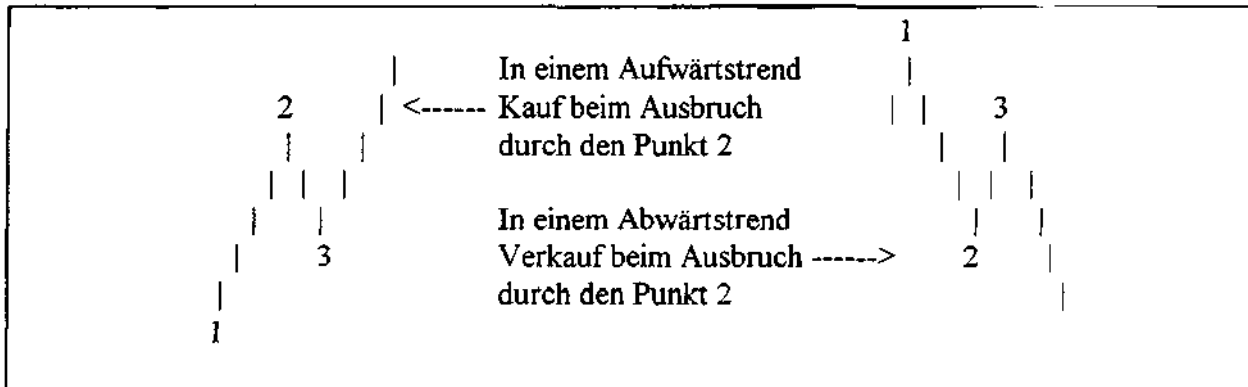 1
In einem Aufwärtstrend
2 <------ Kauf beim Ausbruch 3
durch den Punkt 2
In einem Abwärtstrend
3 Verkauf beim Ausbruch ------> 2
durch den Punkt 2
1